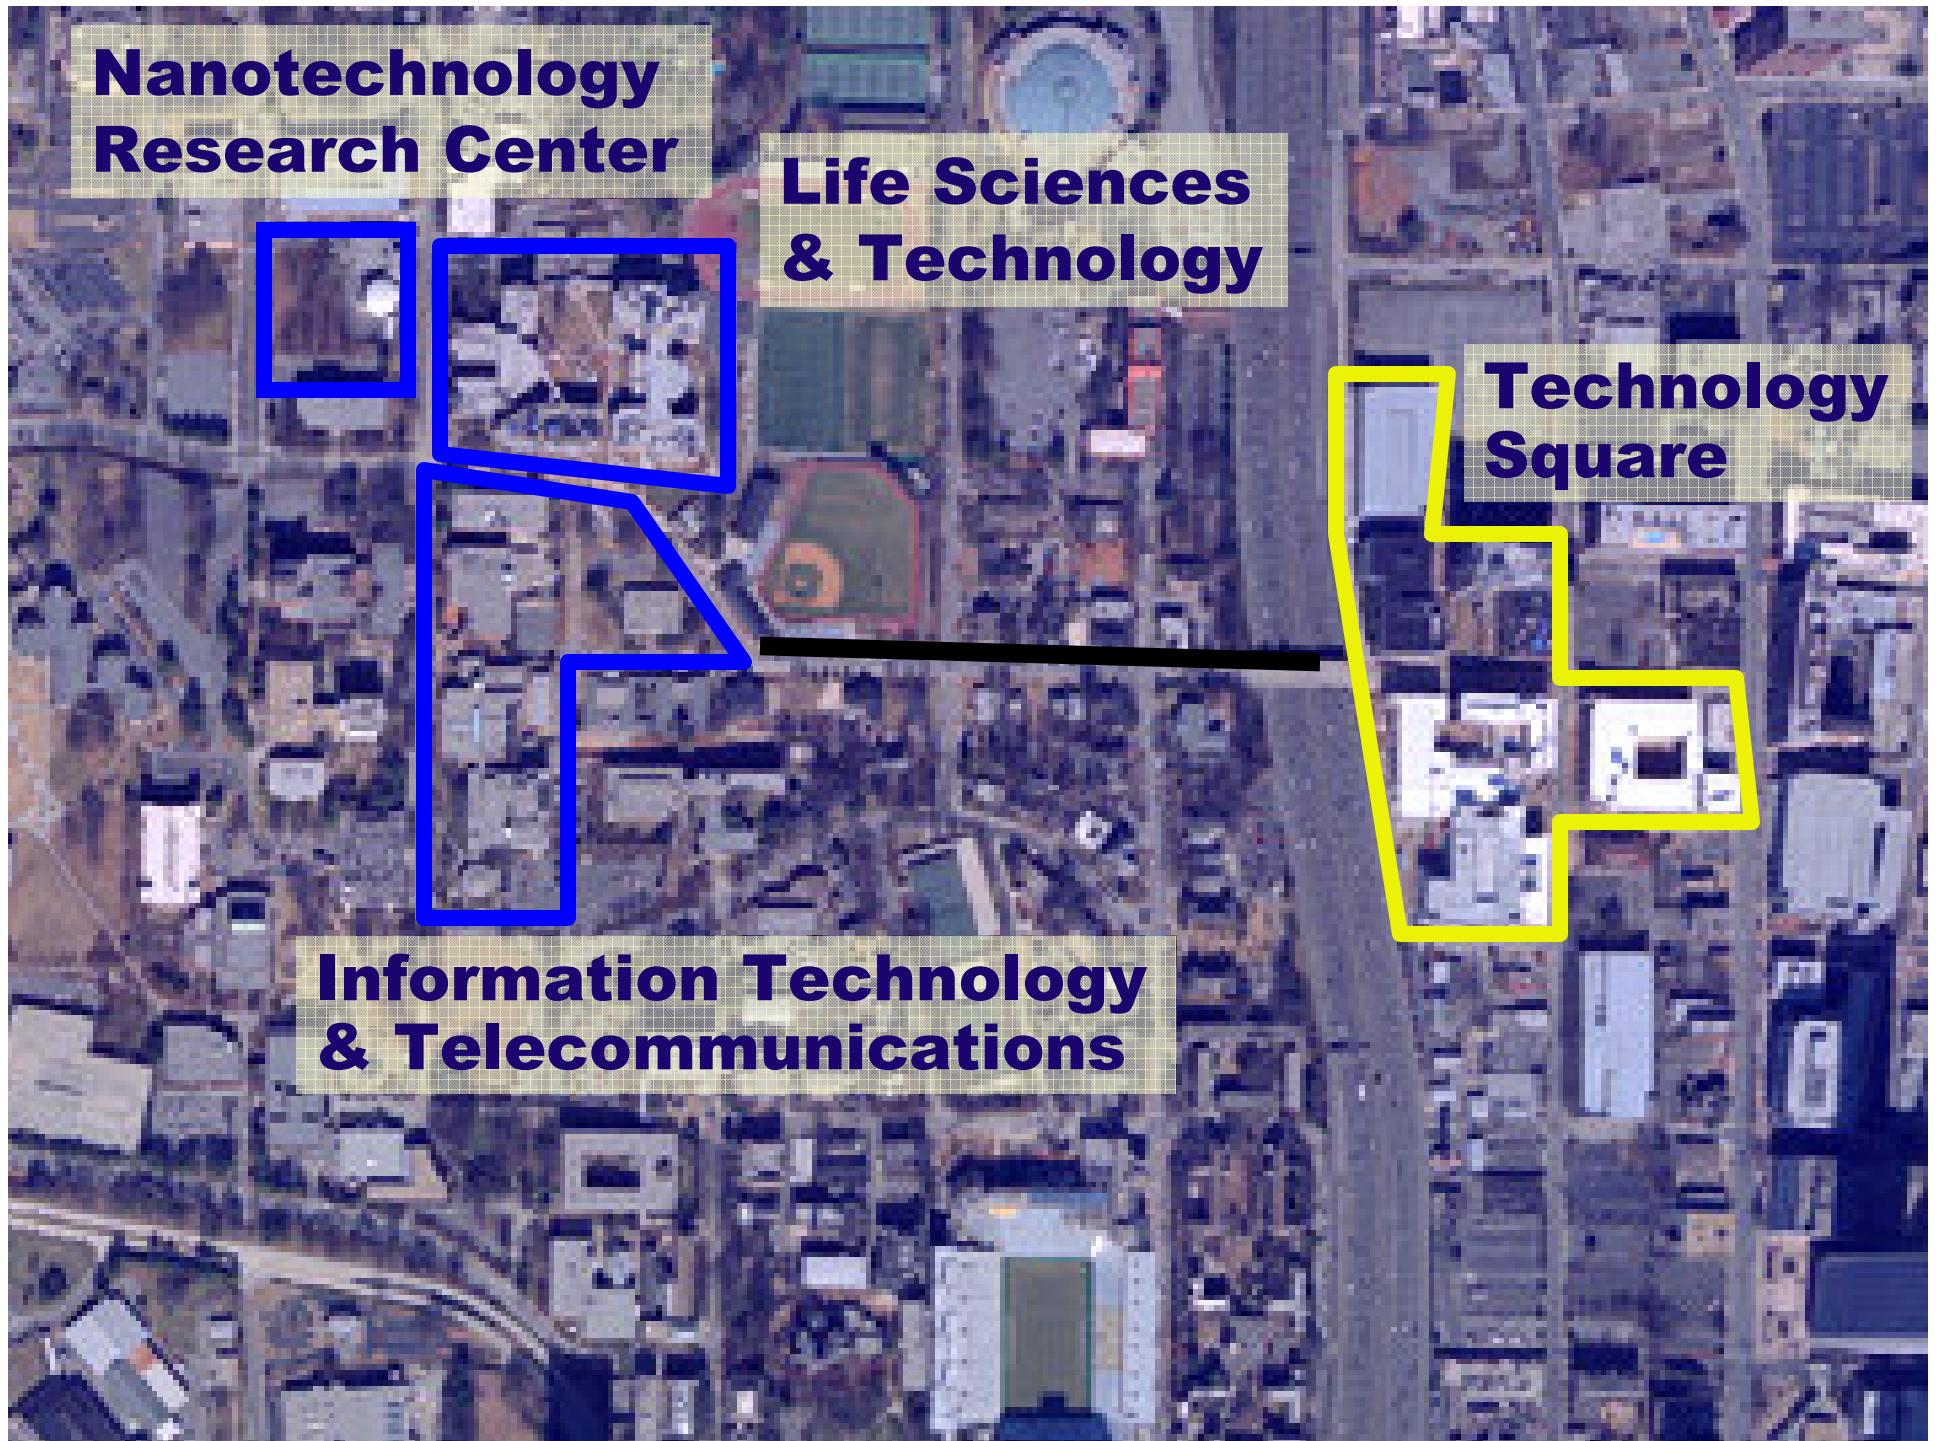 Nanotechnology
Research Center
Life Sciences
& Technology
Technology
Square
Information Technology
& Telecommunications